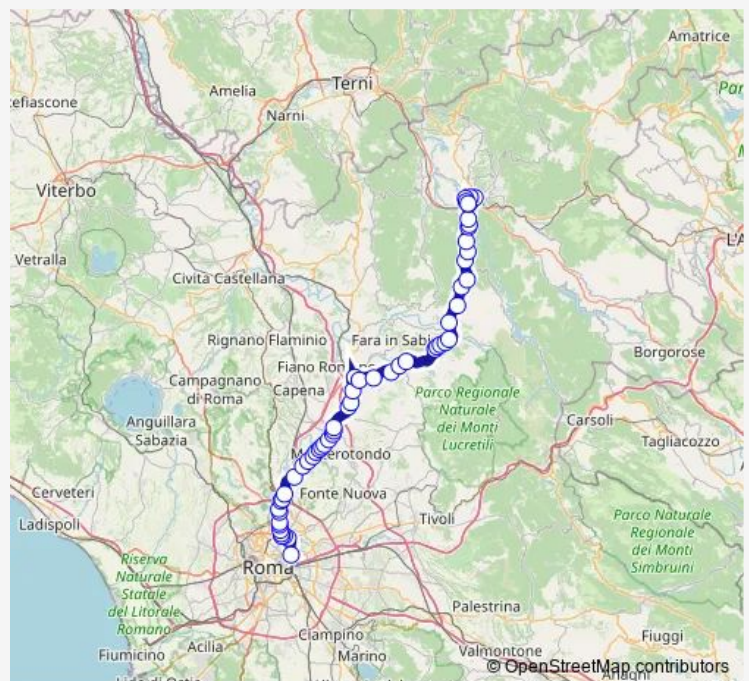 Amatrice
Terni
Amelia
Narni
Viterbo
Vetralla
Civita Castellana
Rignano Flaminio
Fara in Sabi
Borgorose
Fiano Ro
Capena
Campagnano
di Roma
Parco Regionale
Naturale
dei Monti
Lucretili
Carsoli
Anguillara
Sabazia
Tagliacozzo
erotondo
Cerveteri
Fonte Nuova
Ladispoli
Tivoli
Parco Naturale
Regionale
dei Monti
Simbruini
Riserva
Naturale
Statale
del Litorale
Romano
Roma
Palestrina
Acilia
Ciampino
Fiuggi
Fiumicino
Marino
Valmontone
© OpenStreetMap contributors